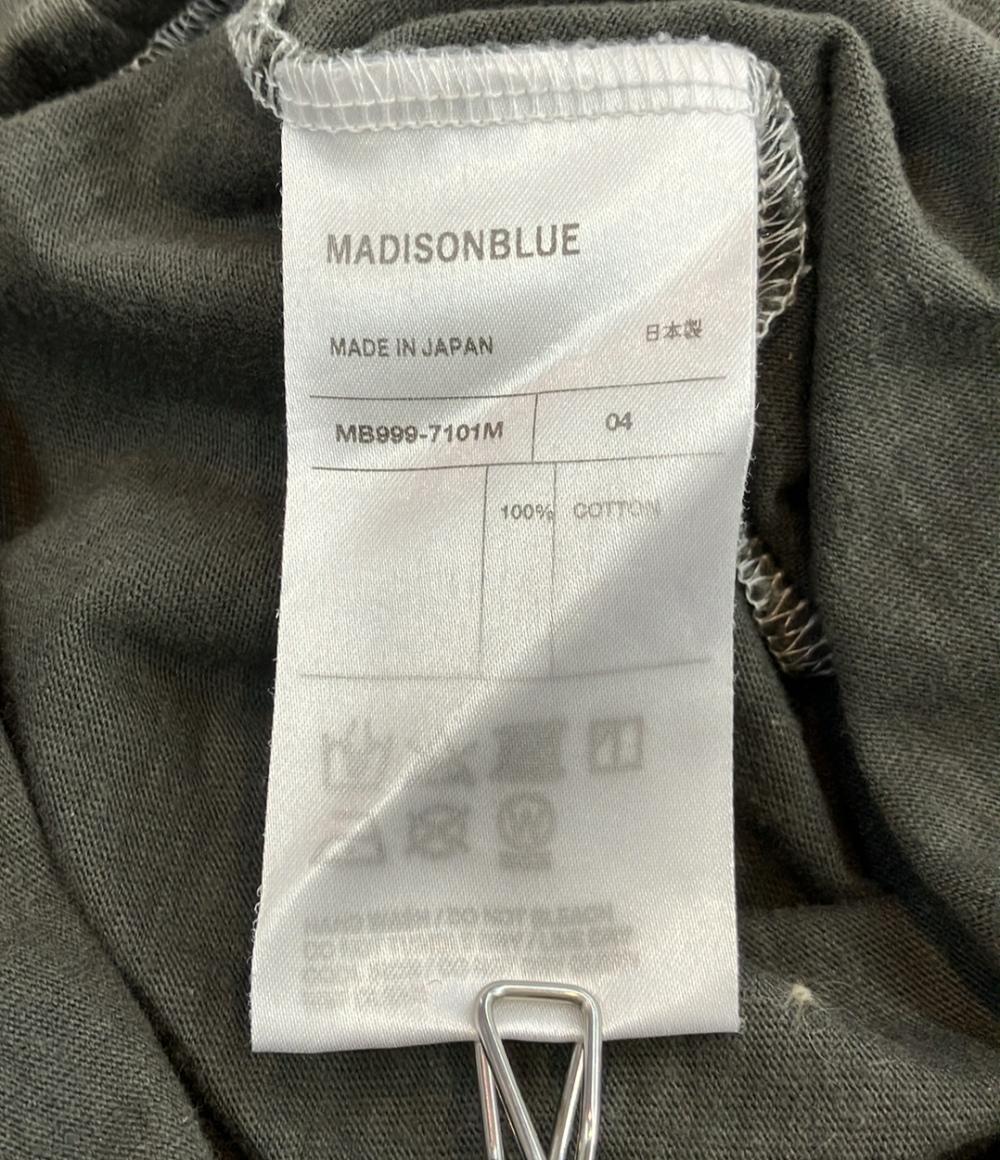 MADISONBLUE
MADE IN JAPAN 日本製
MB999-7101M 04
100% COTTON
HAND WASH / DO NOT BLEACH